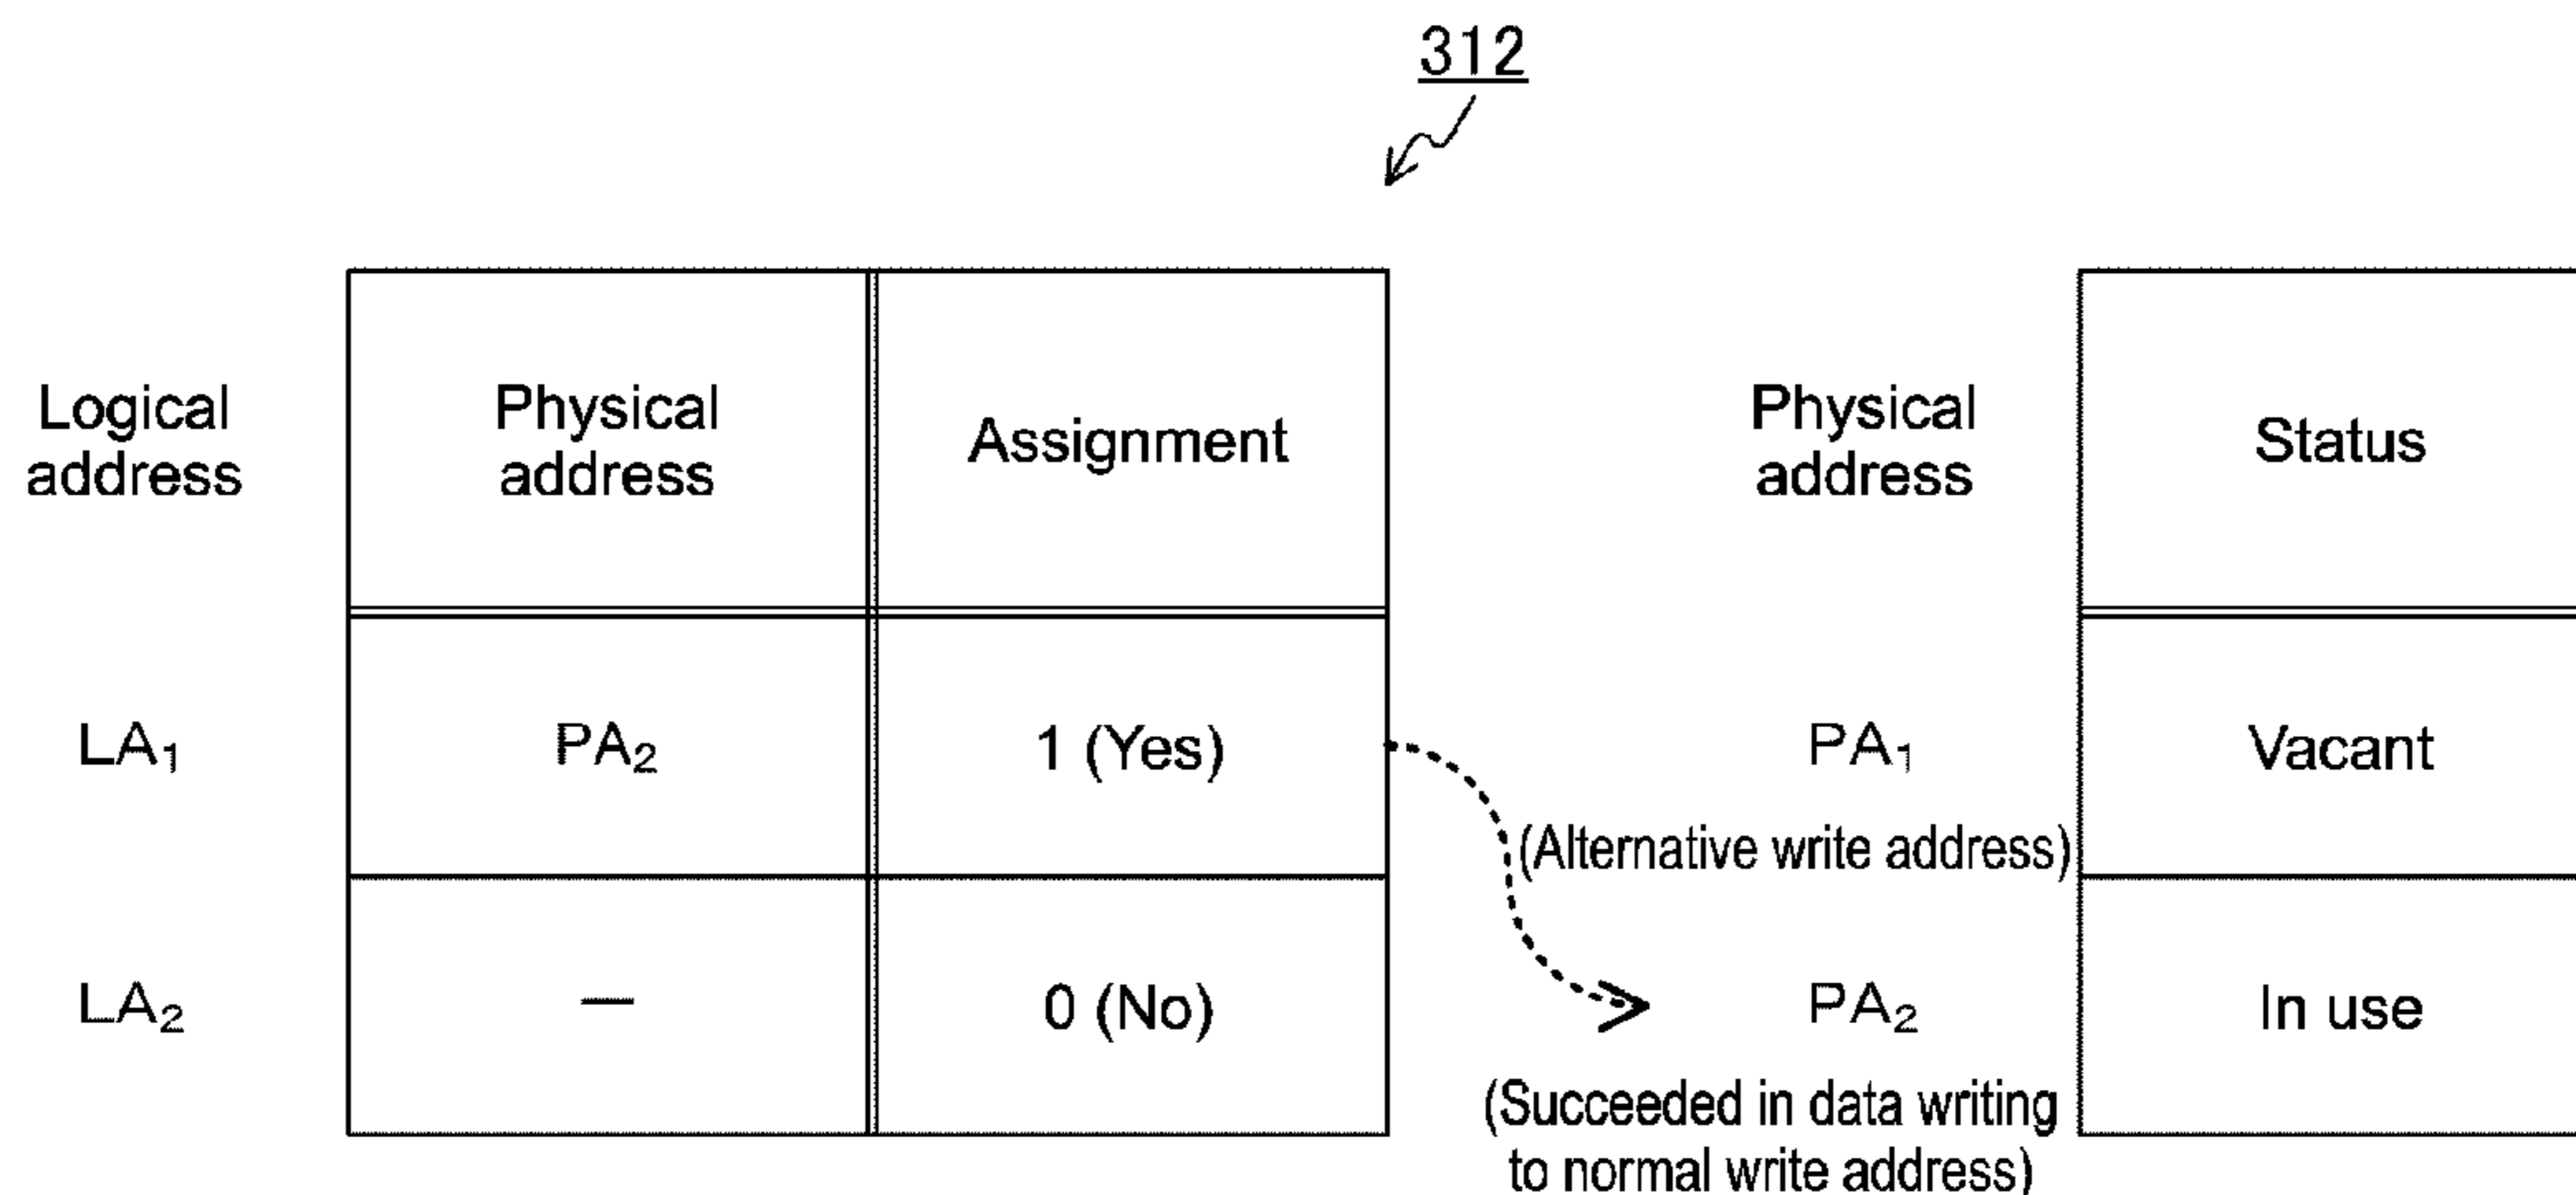 312
Logical
address
Physical
address
Assignment
Physical
address
Status
LA₁
PA₂
1 (Yes)
PA₁
Vacant
(Alternative write address)
LA₂
—
0 (No)
PA₂
In use
(Succeeded in data writing
to normal write address)